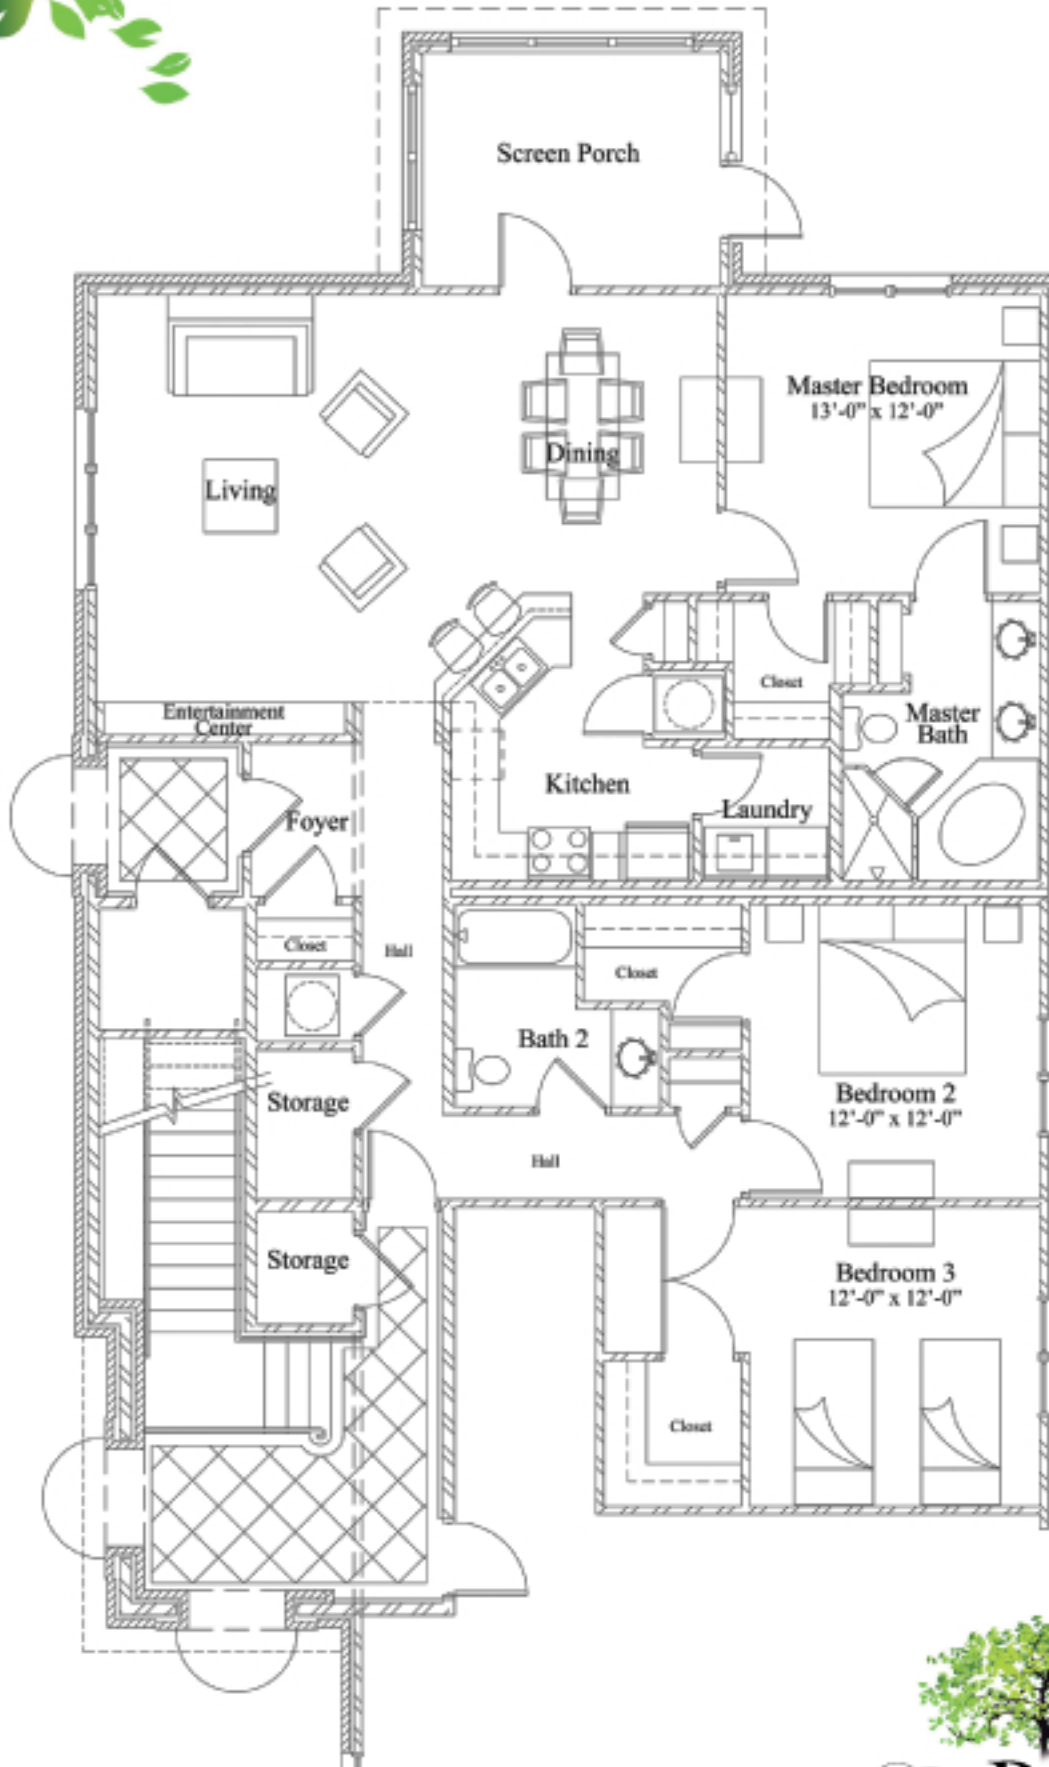 Screen Porch
Master Bedroom
13'-0" x 12'-0"
Dining
Living
Closet
Entertainment
Center
Master
Bath
Kitchen
Laundry
Foyer
Closet
Hall
Closet
Bath 2
Bedroom 2
12'-0" x 12'-0"
Storage
Hall
Storage
Bedroom 3
12'-0" x 12'-0"
Closet